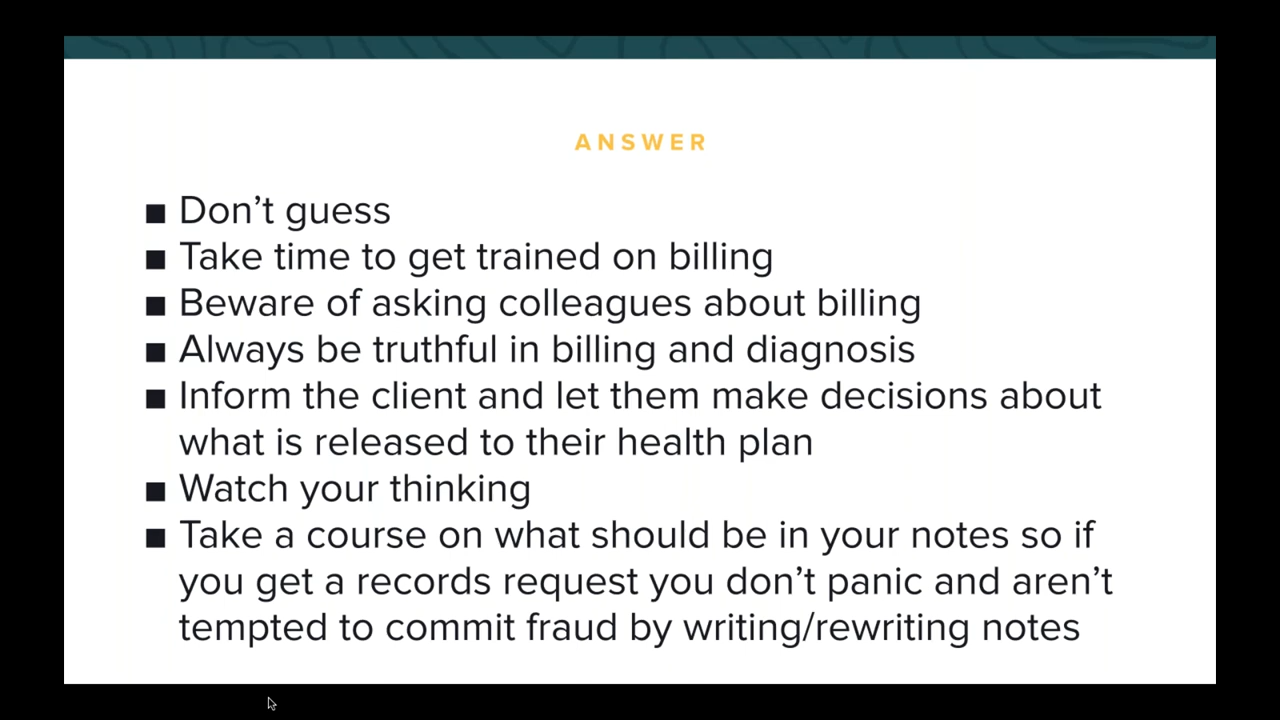 ANSWER
■ Don’t guess
■ Take time to get trained on billing
■ Beware of asking colleagues about billing
■ Always be truthful in billing and diagnosis
■ Inform the client and let them make decisions about
what is released to their health plan
■ Watch your thinking
■ Take a course on what should be in your notes so if
you get a records request you don’t panic and aren’t
tempted to commit fraud by writing/rewriting notes